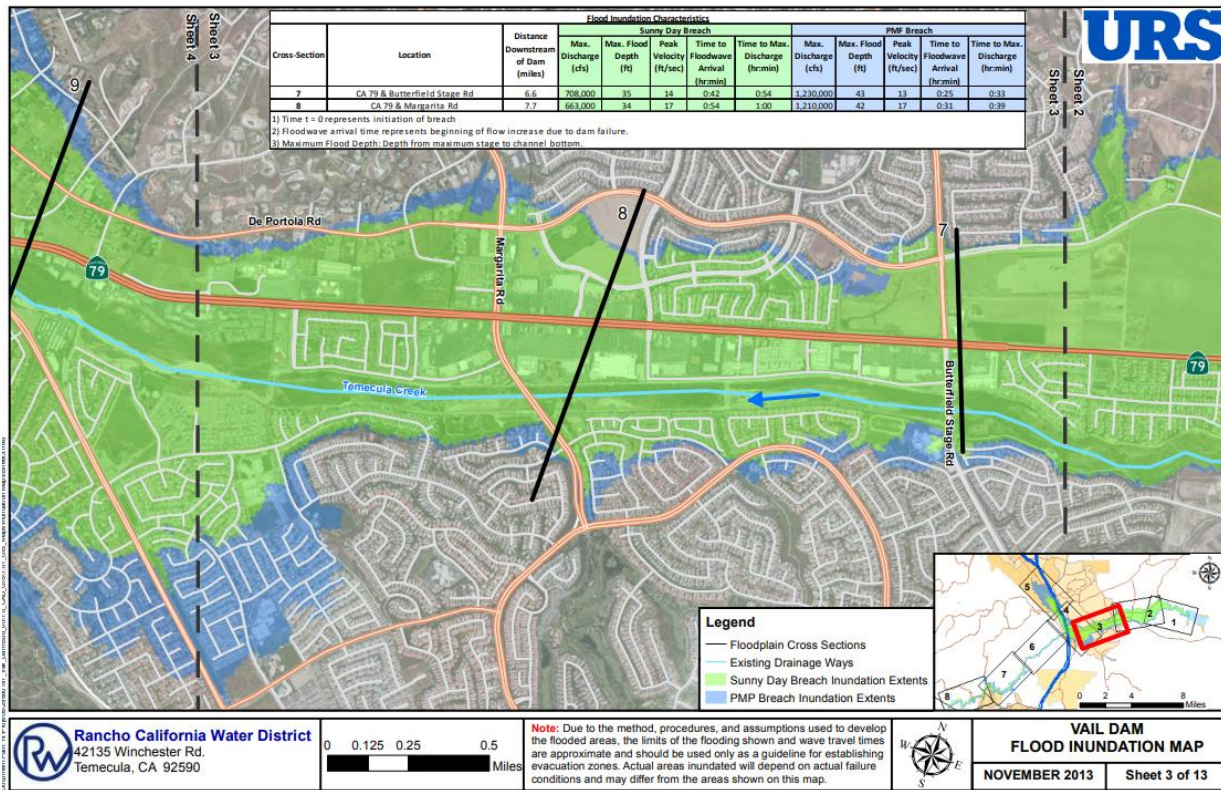 URS
Flood Inundation Characteristics
Sunny Day Breach
PMF Breach
Cross-Section
Location
Distance Downstream of Dam (miles)
Max. Discharge (cfs)
Max. Flood Depth (ft)
Peak Velocity (ft/sec)
Time to Floodwave Arrival (hr:min)
Time to Max. Discharge (hr:min)
Max. Discharge (cfs)
Max. Flood Depth (ft)
Peak Velocity (ft/sec)
Time to Floodwave Arrival (hr:min)
Time to Max. Discharge (hr:min)
7 CA 79 & Butterfield Stage Rd 6.6 708,000 35 14 0:42 0:54 1,230,000 43 13 0:25 0:33
8 CA 79 & Margarita Rd 7.7 663,000 34 17 0:54 1:00 1,210,000 42 17 0:31 0:39
1) Time t = 0 represents initiation of breach
2) Floodwave arrival time represents beginning of flow increase due to dam failure.
3) Maximum Flood Depth: Depth from maximum stage to channel bottom.
Sheet 4
Sheet 3
Sheet 3
Sheet 2
9
8
7
De Portola Rd
Margarita Rd
79
Temecula Creek
Butterfield Stage Rd
79
Legend
Floodplain Cross Sections
Existing Drainage Ways
Sunny Day Breach Inundation Extents
PMP Breach Inundation Extents
5
4
3
2
1
6
7
8
0 2 4 8
Miles
N
W E
S
Rancho California Water District
42135 Winchester Rd.
Temecula, CA 92590
RW
0 0.125 0.25 0.5
Miles
Note: Due to the method, procedures, and assumptions used to develop
the flooded areas, the limits of the flooding shown and wave travel times
are approximate and should be used only as a guideline for establishing
evacuation zones. Actual areas inundated will depend on actual failure
conditions and may differ from the areas shown on this map.
N
W E
S
VAIL DAM
FLOOD INUNDATION MAP
NOVEMBER 2013
Sheet 3 of 13